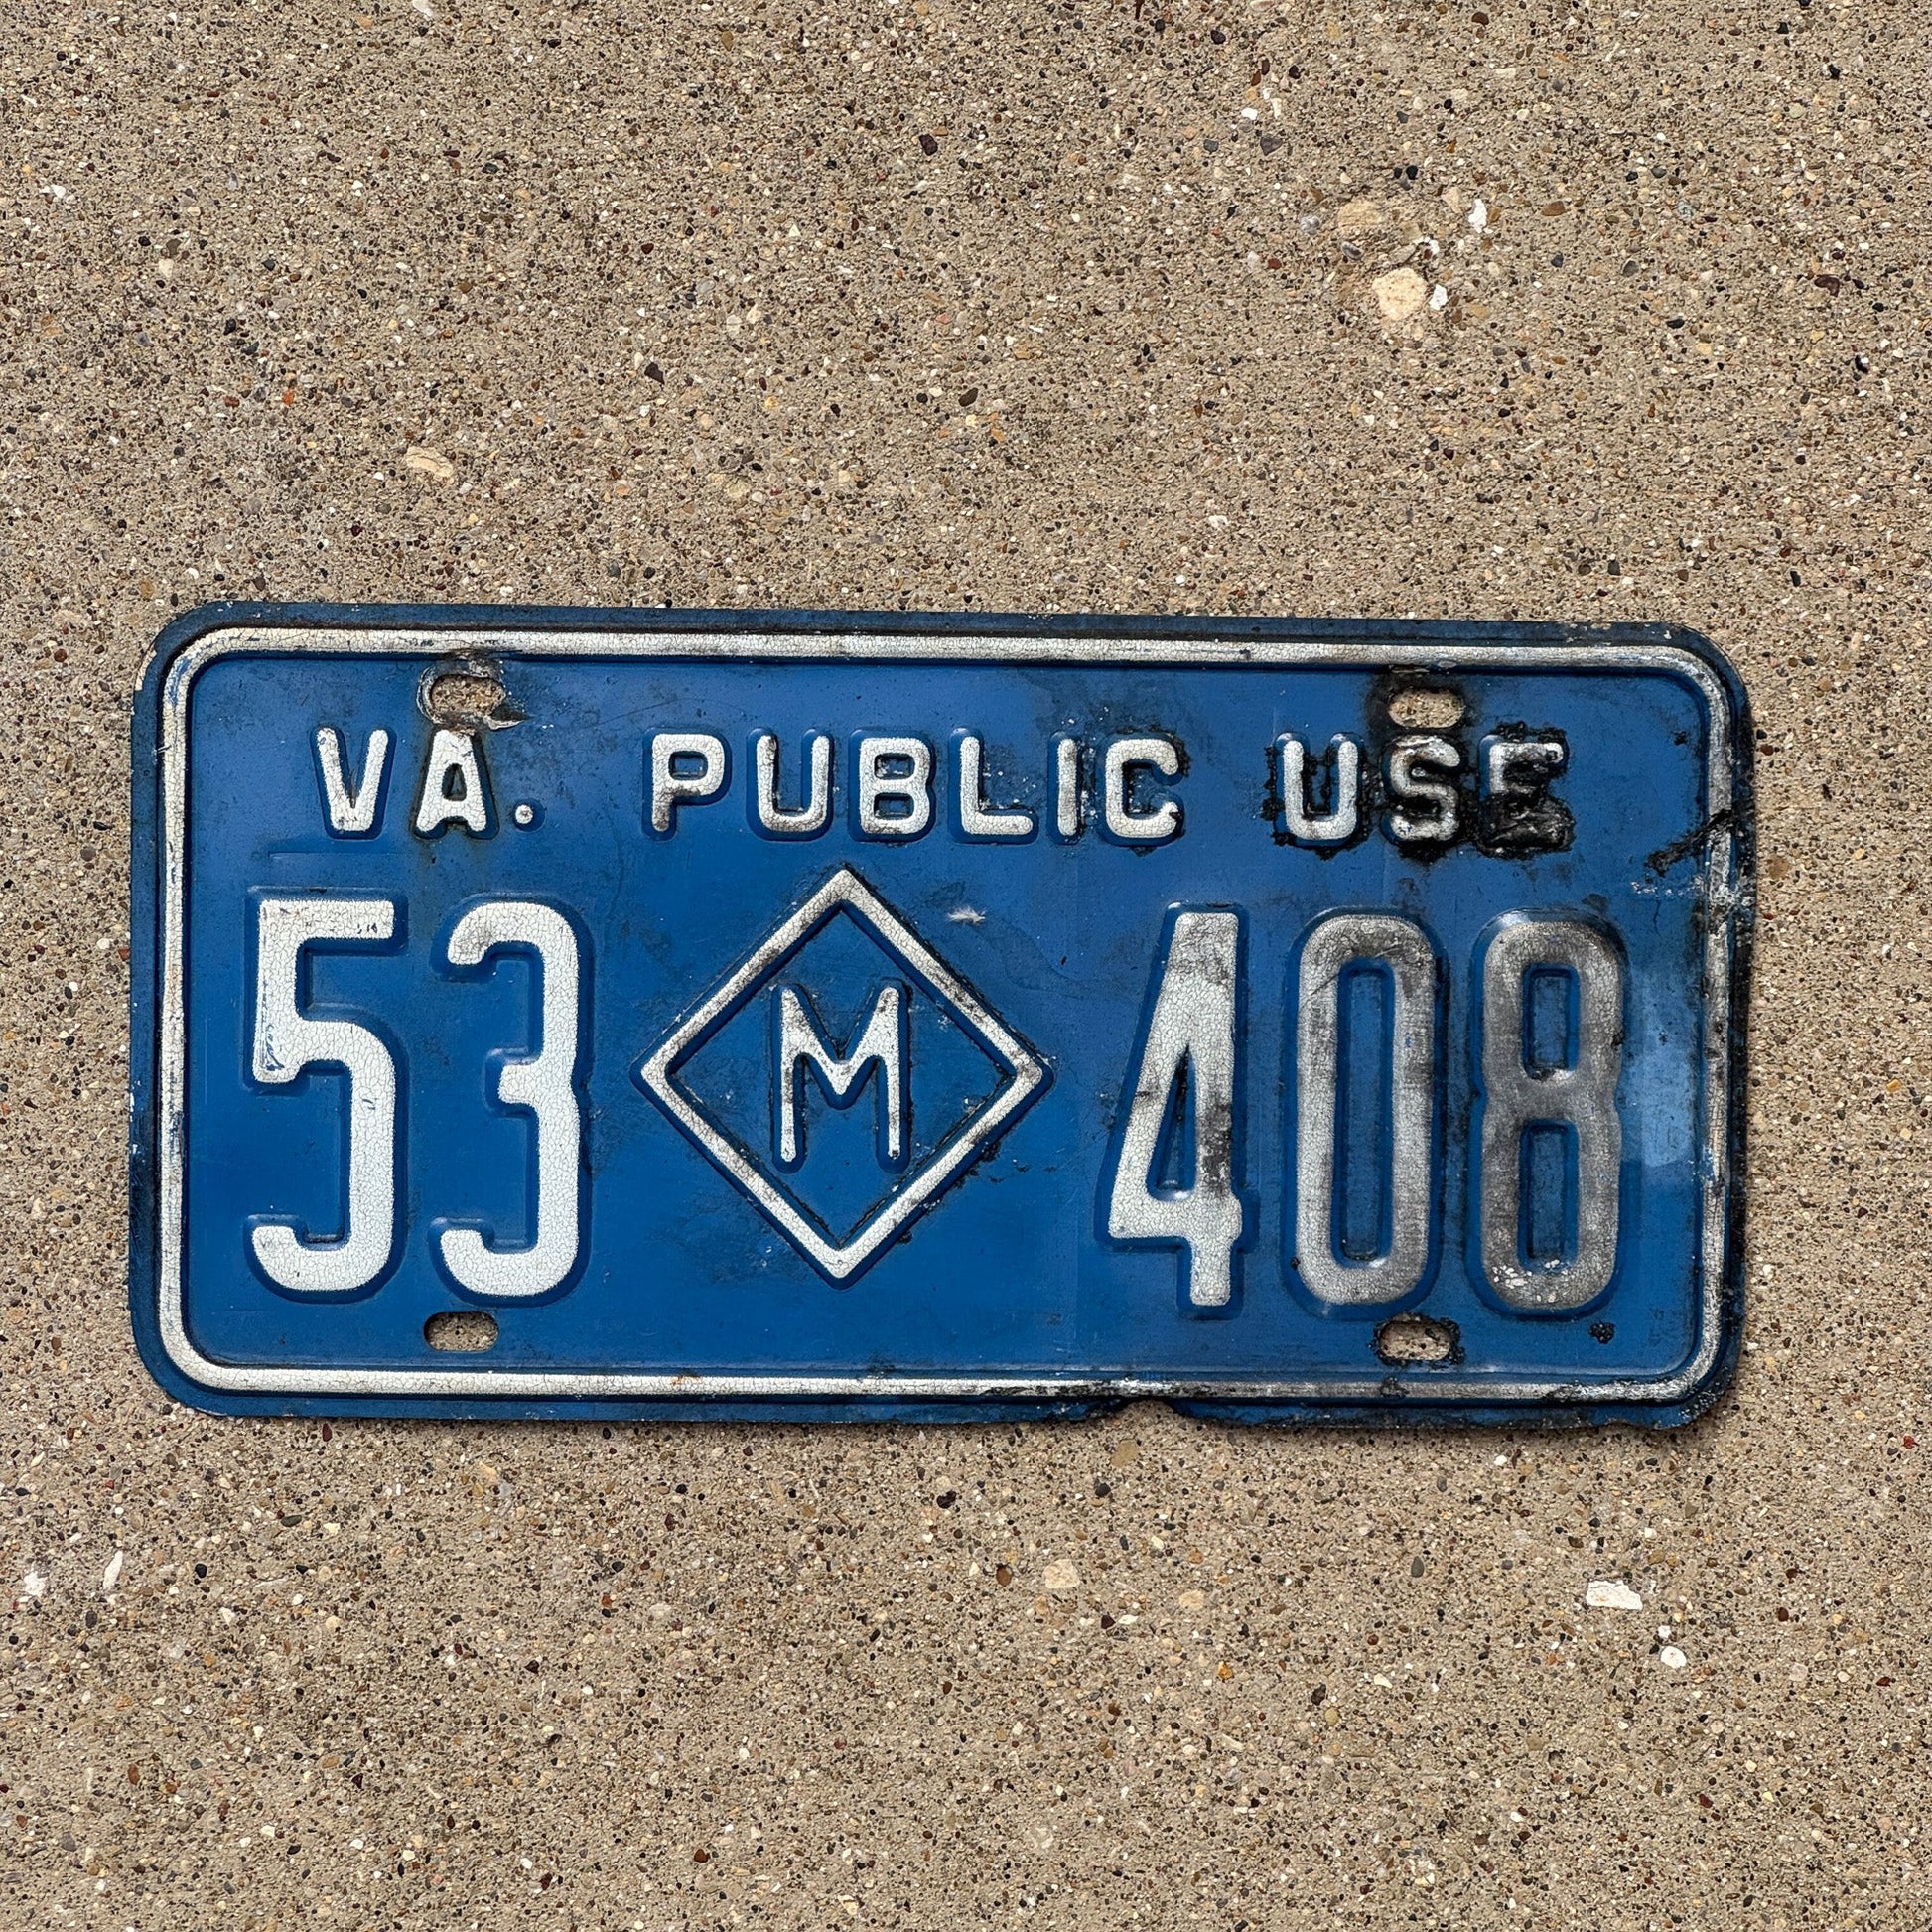 VA. PUBLIC USE
53 M 408